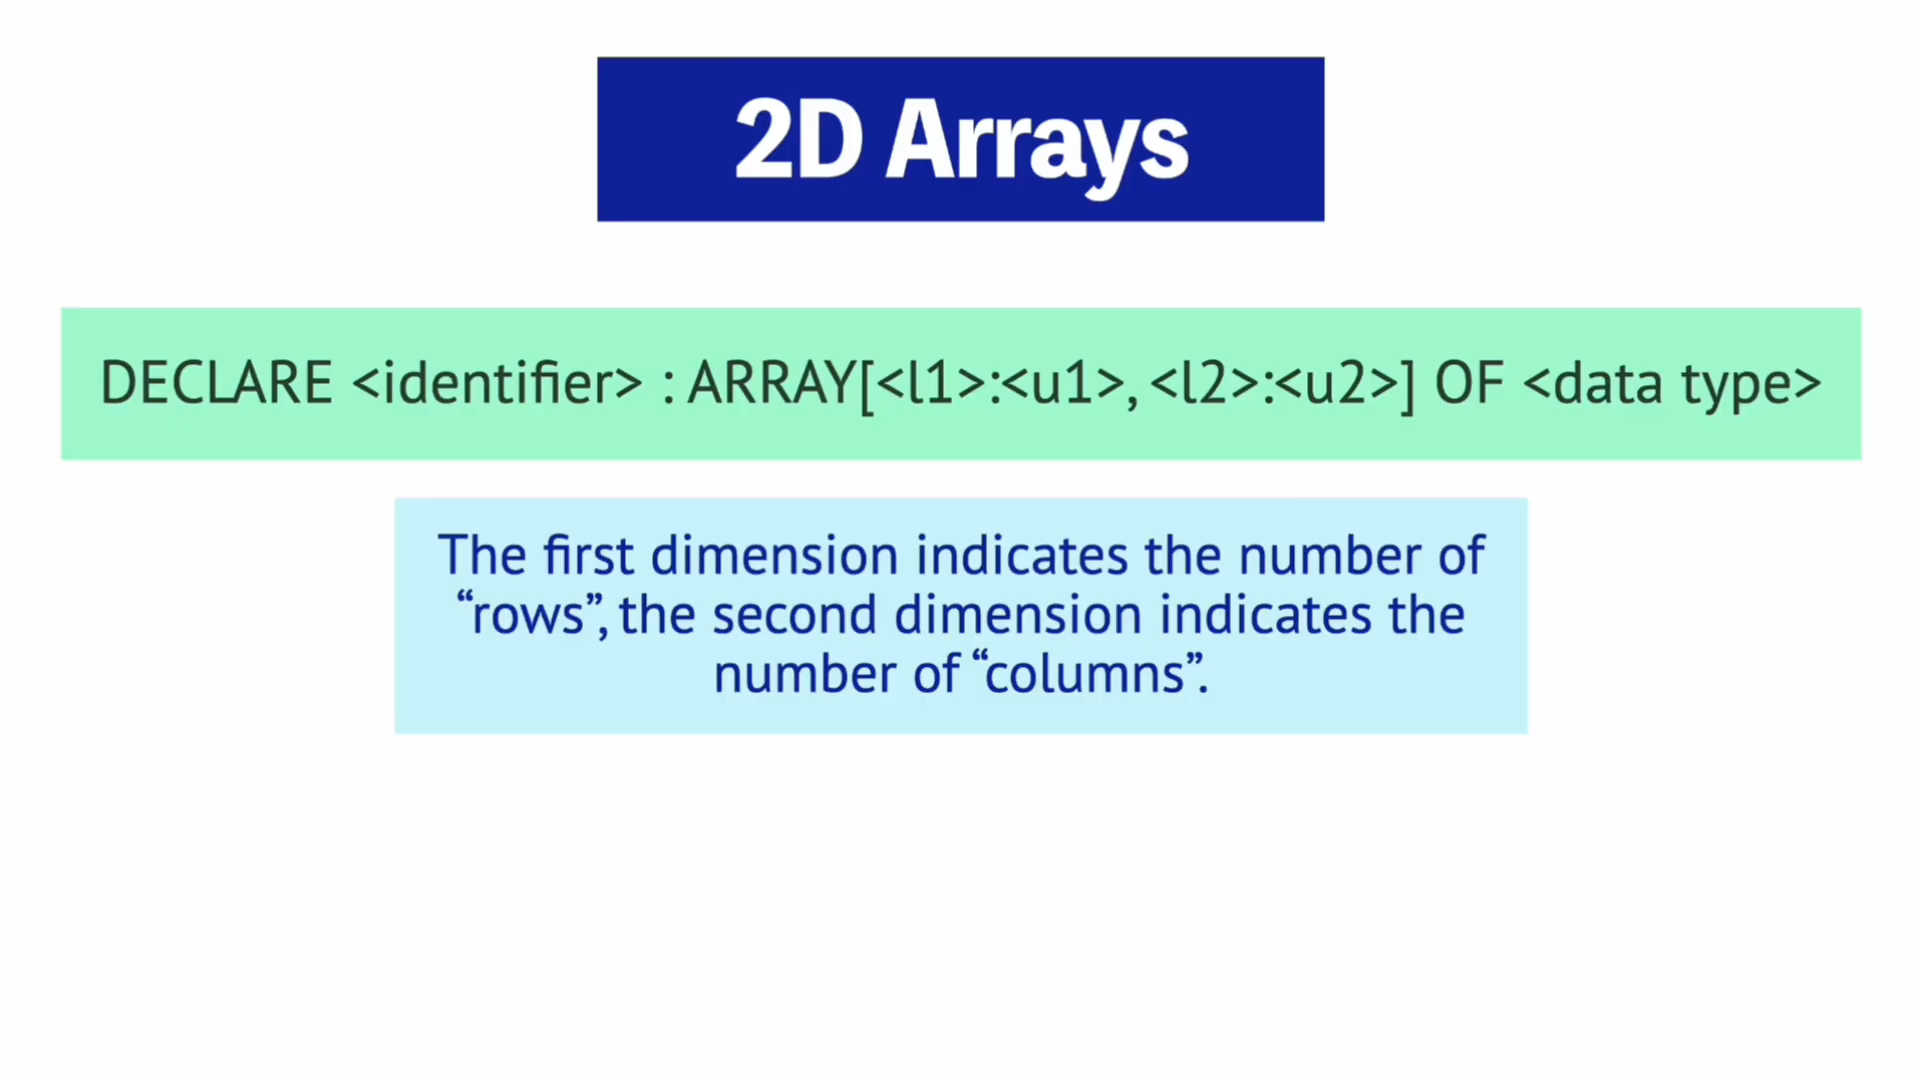 2D Arrays
DECLARE <identifier> : ARRAY[<l1>:<u1>, <l2>:<u2>] OF <data type>
The first dimension indicates the number of
“rows”, the second dimension indicates the
number of “columns”.